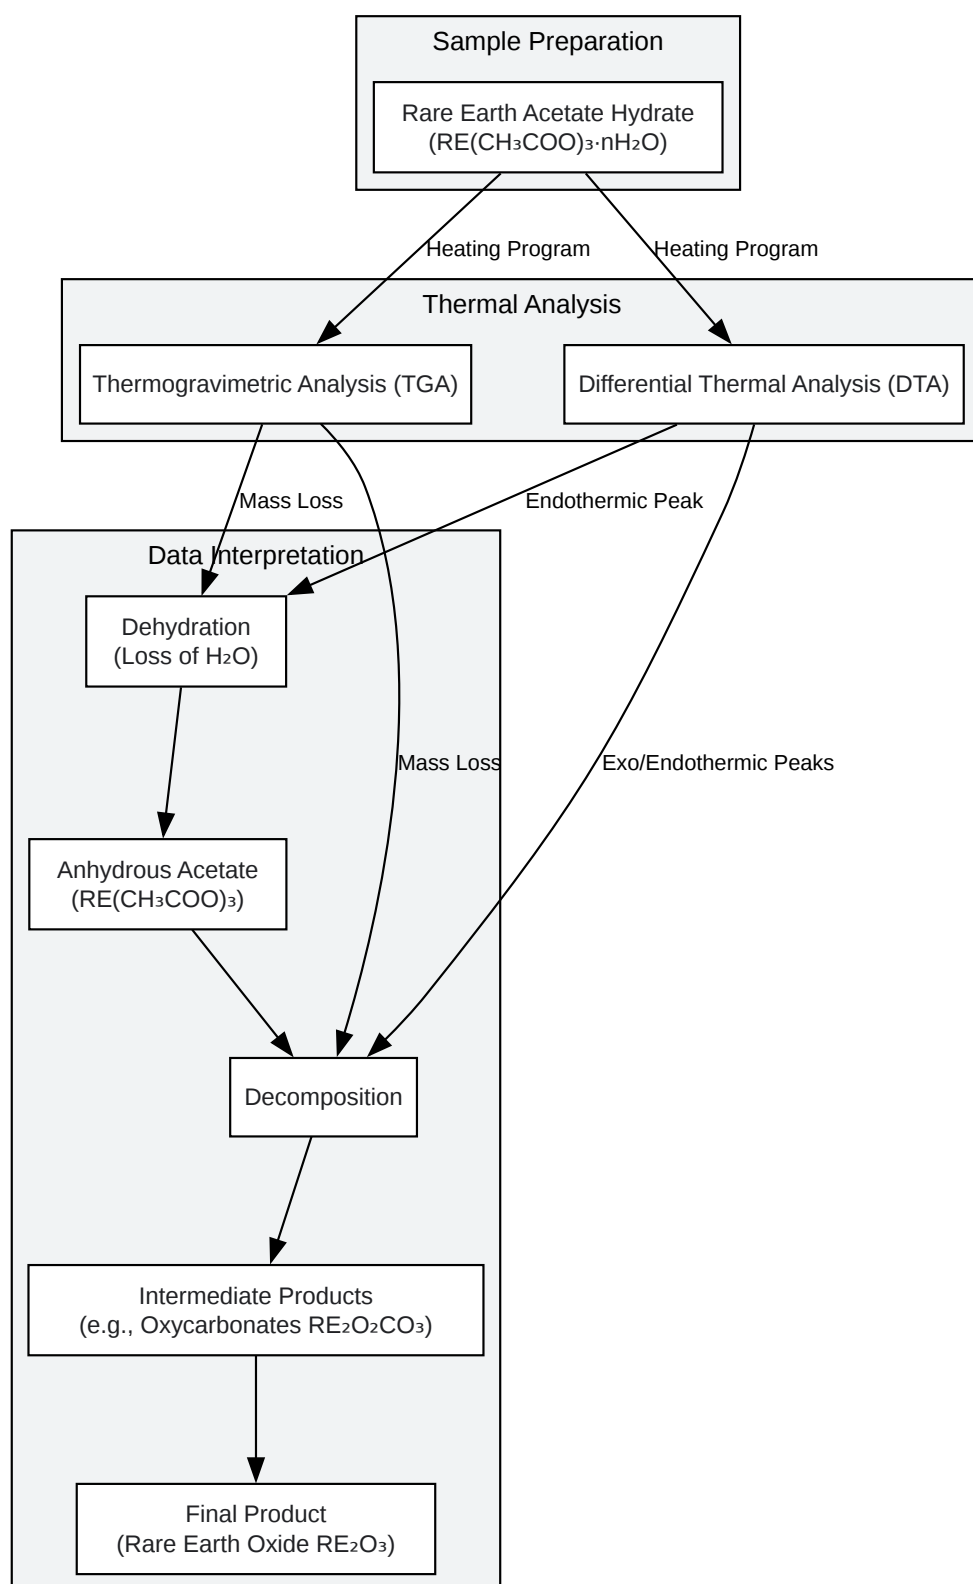 Sample Preparation
Rare Earth Acetate Hydrate
(RE(CH₃COO)₃·nH₂O)
Heating Program
Heating Program
Thermal Analysis
Thermogravimetric Analysis (TGA)
Differential Thermal Analysis (DTA)
Mass Loss
Endothermic Peak
Data Interpretation
Dehydration
(Loss of H₂O)
Mass Loss
Exo/Endothermic Peaks
Anhydrous Acetate
(RE(CH₃COO)₃)
Decomposition
Intermediate Products
(e.g., Oxycarbonates RE₂O₂CO₃)
Final Product
(Rare Earth Oxide RE₂O₃)